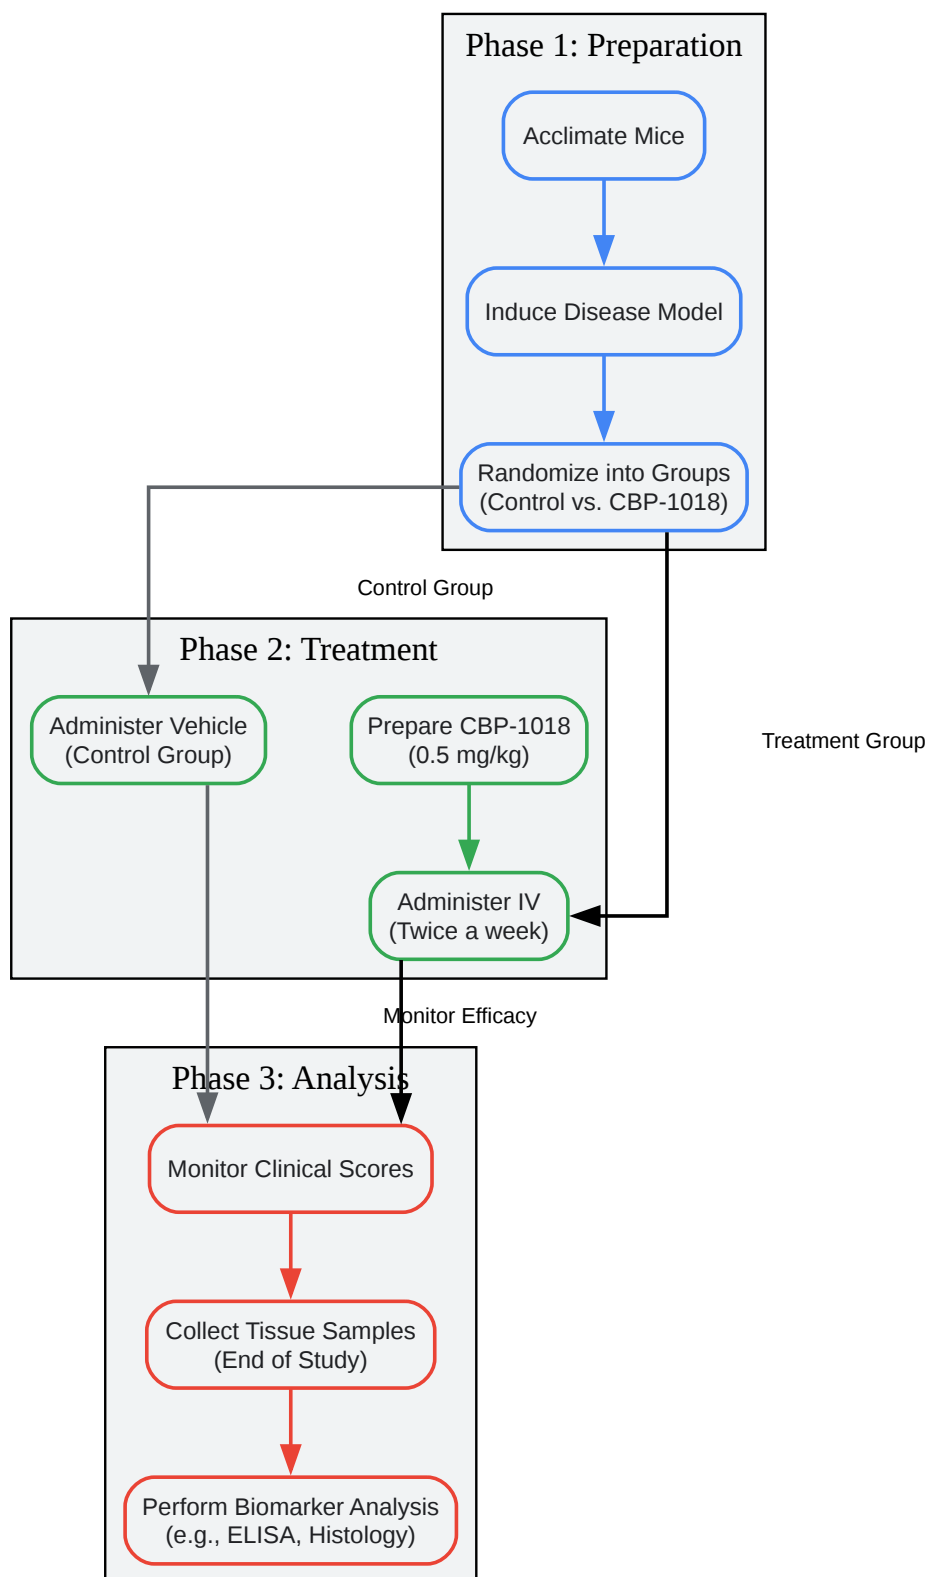 Phase 1: Preparation
Acclimate Mice
Induce Disease Model
Randomize into Groups
(Control vs. CBP-1018)
Control Group
Phase 2: Treatment
Administer Vehicle
(Control Group)
Prepare CBP-1018
(0.5 mg/kg)
Treatment Group
Administer IV
(Twice a week)
Monitor Efficacy
Phase 3: Analysis
Monitor Clinical Scores
Collect Tissue Samples
(End of Study)
Perform Biomarker Analysis
(e.g., ELISA, Histology)